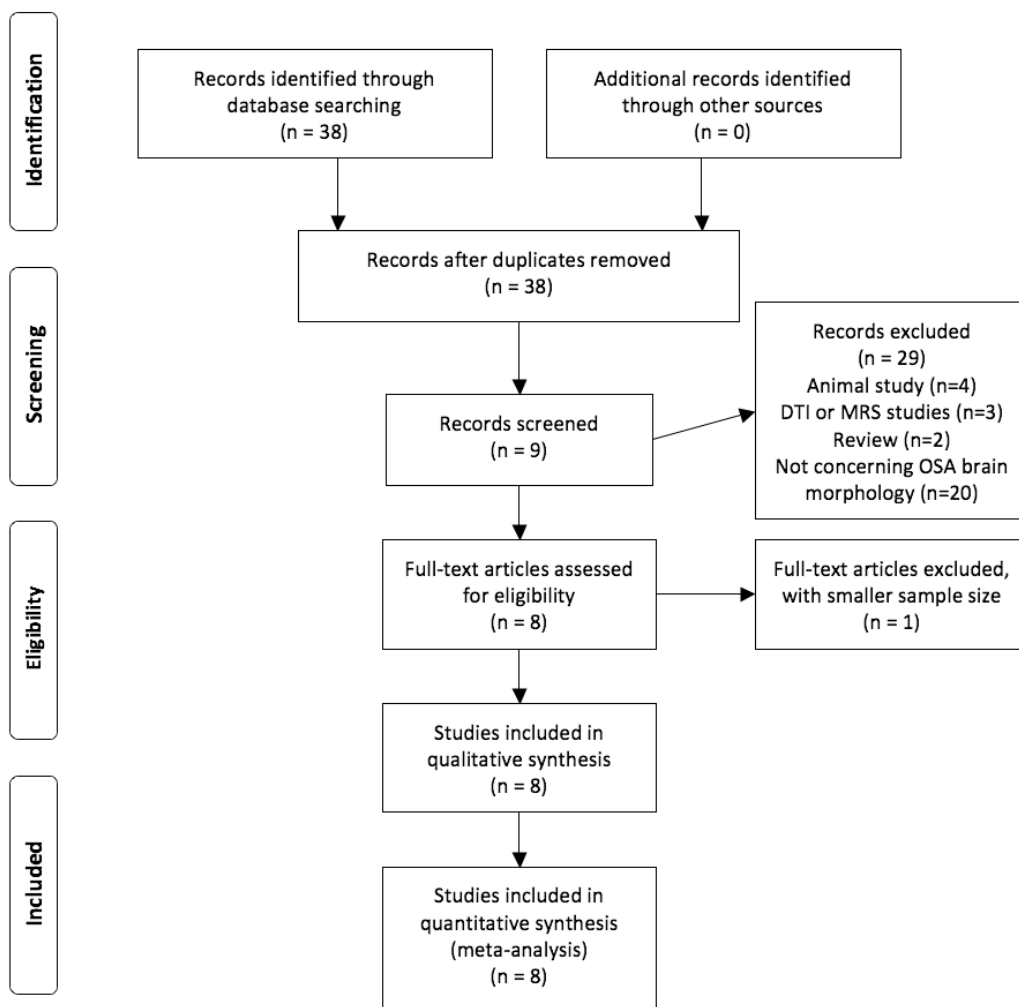 Identification
Records identified through
database searching
(n = 38)
Additional records identified
through other sources
(n = 0)
Records after duplicates removed
(n = 38)
Screening
Records screened
(n = 9)
Records excluded
(n = 29)
Animal study (n=4)
DTI or MRS studies (n=3)
Review (n=2)
Not concerning OSA brain
morphology (n=20)
Eligibility
Full-text articles assessed
for eligibility
(n = 8)
Full-text articles excluded,
with smaller sample size
(n = 1)
Studies included in
qualitative synthesis
(n = 8)
Included
Studies included in
quantitative synthesis
(meta-analysis)
(n = 8)